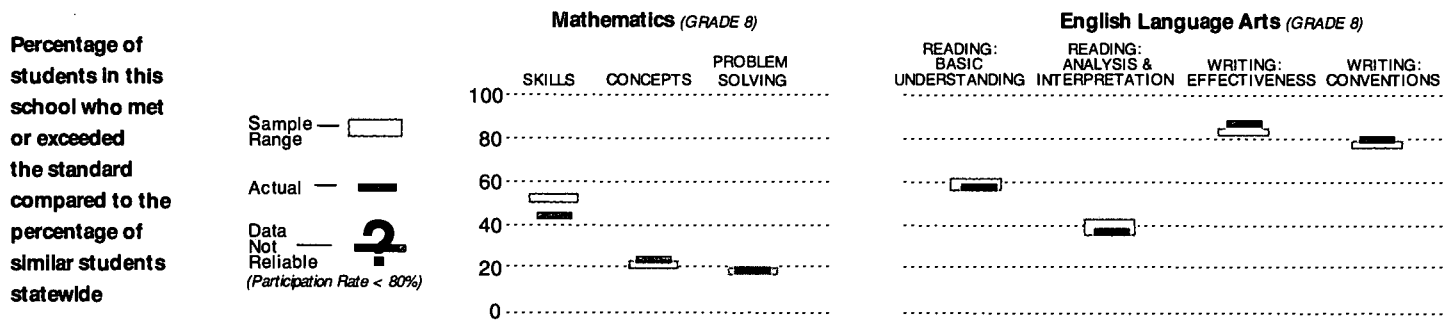 Percentage of
students in this
school who met
or exceeded
the standard
compared to the
percentage of
similar students
statewide
Sample
Range
Actual
Data
Not
Reliable
?
(Participation Rate < 80%)
Mathematics (GRADE 8)
SKILLS
CONCEPTS
PROBLEM
SOLVING
100
80
60
40
20
0
English Language Arts (GRADE 8)
READING:
BASIC
UNDERSTANDING
READING:
ANALYSIS &
INTERPRETATION
WRITING:
EFFECTIVENESS
WRITING:
CONVENTIONS